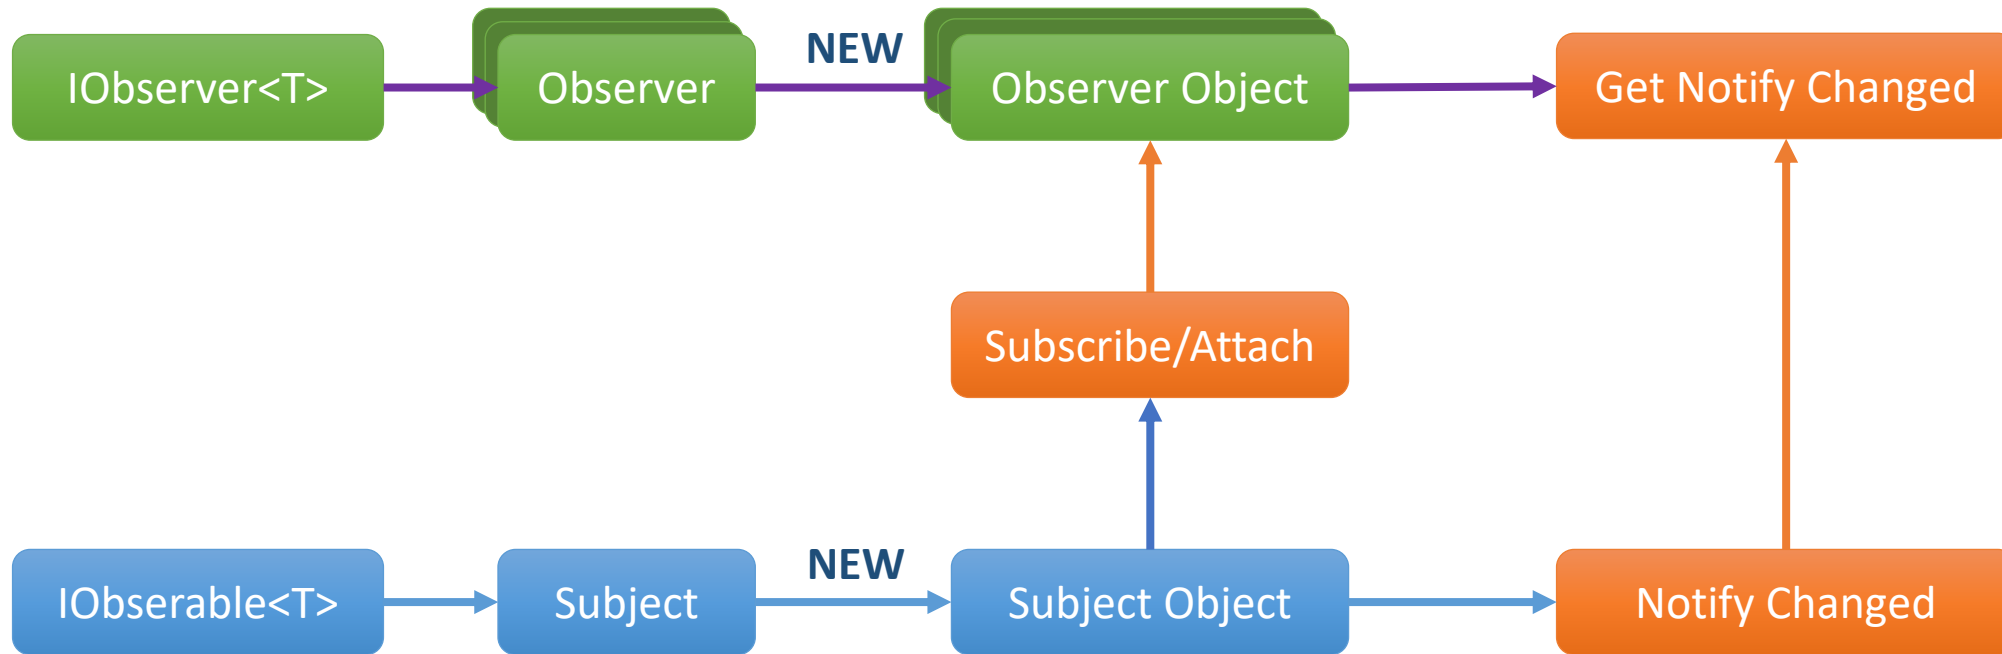 IObserver<T>
Observer
NEW
Observer Object
Get Notify Changed
Subscribe/Attach
IObserable<T>
Subject
NEW
Subject Object
Notify Changed